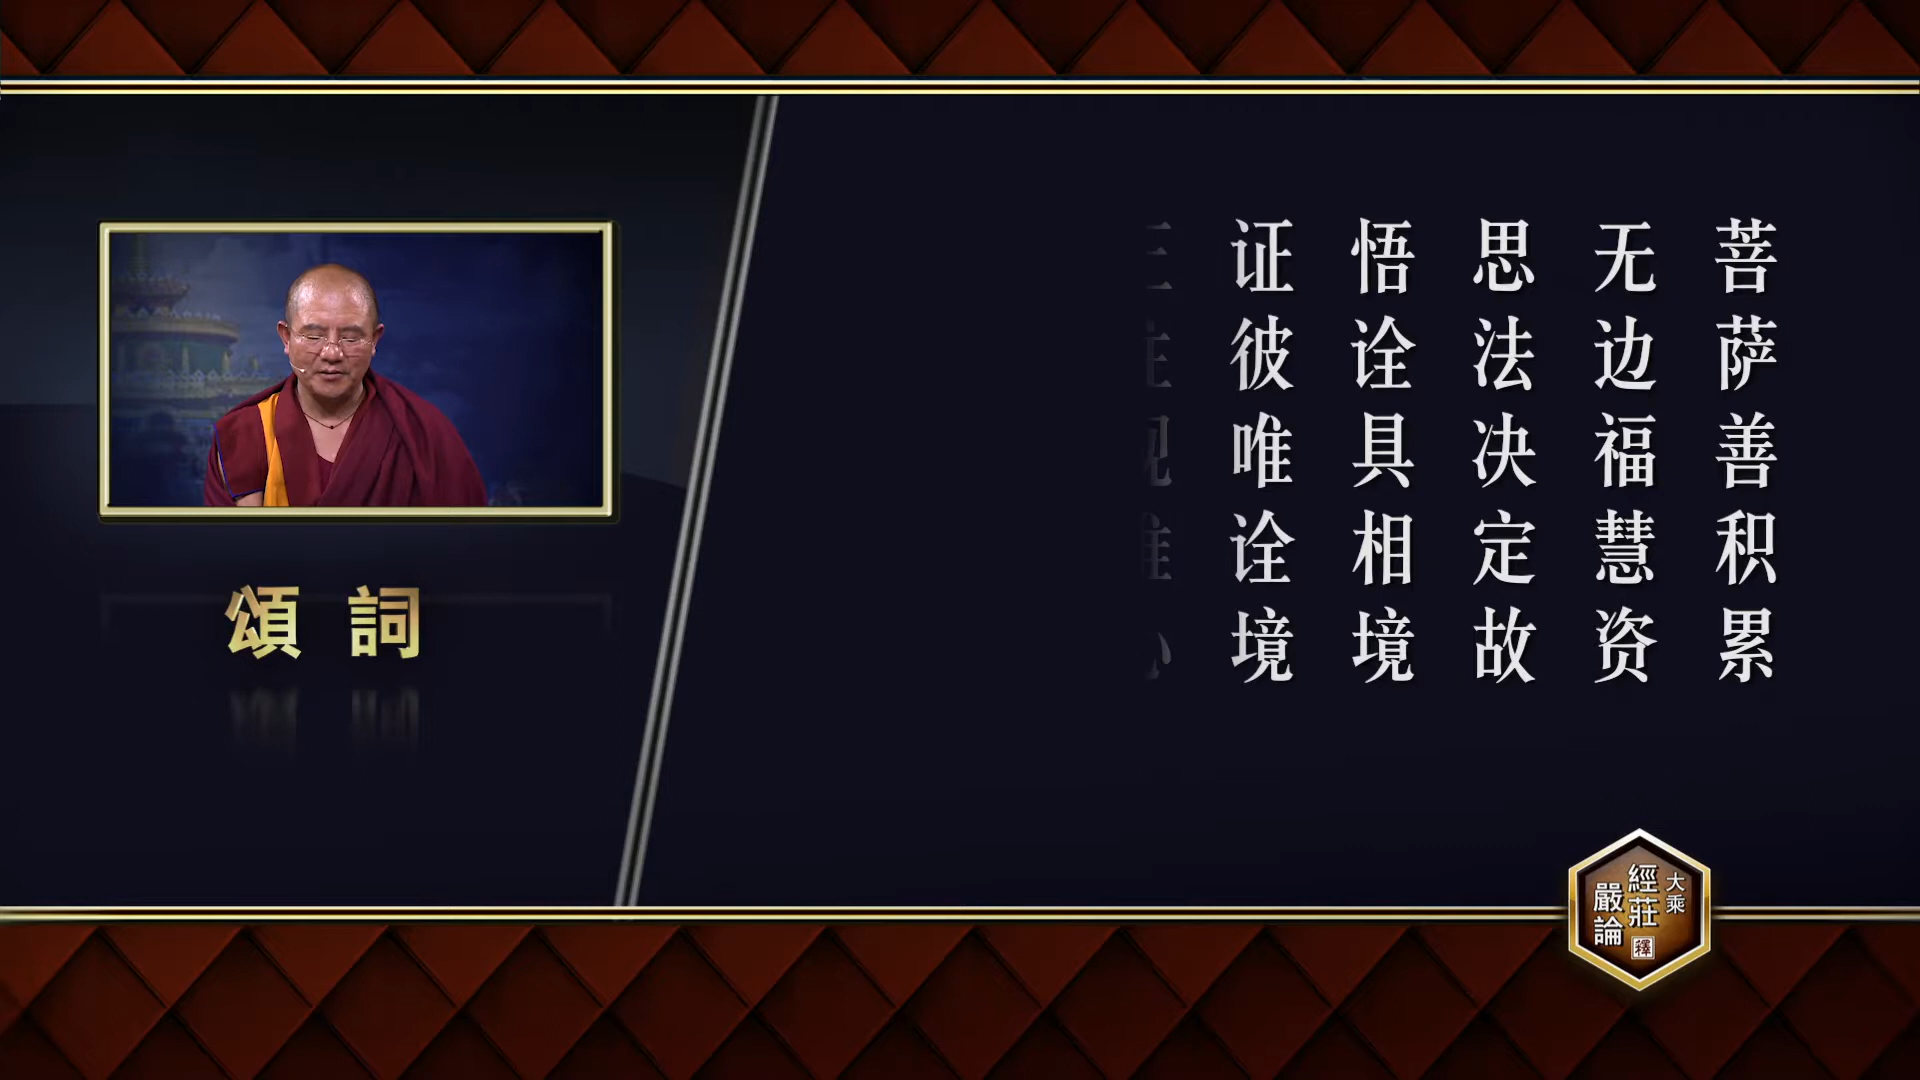 菩萨善积累
无边福慧资
思法决定故
悟诠具相境
证彼唯诠境
頌詞
大乘
經莊
嚴論
釋